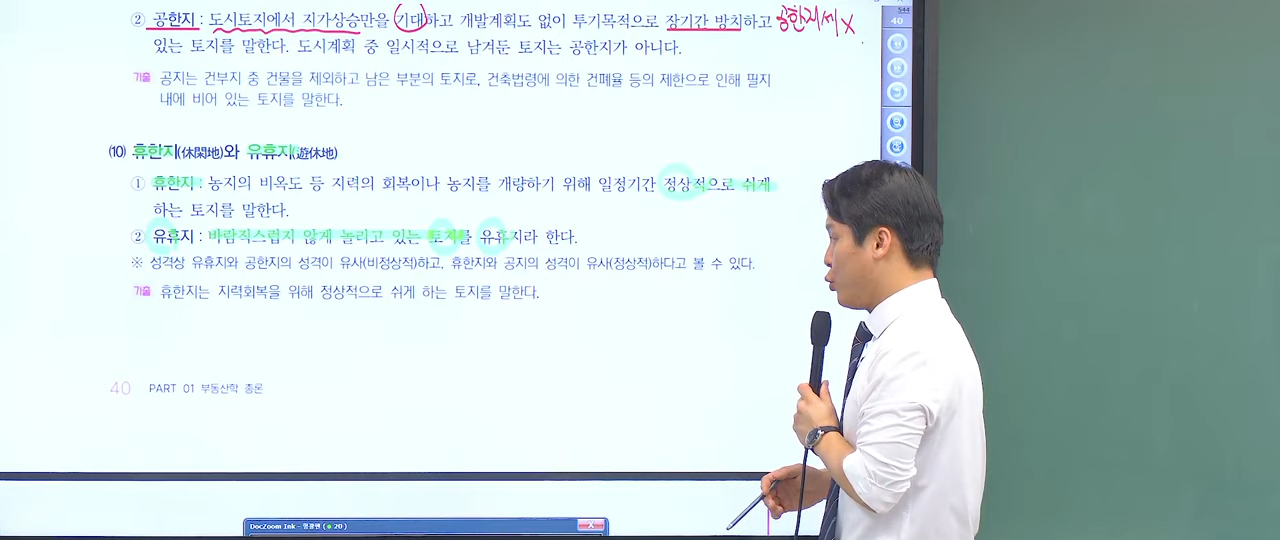 ② 공한지 : 도시토지에서 지가상승만을 기대하고 개발계획도 없이 투기목적으로 장기간 방치하고 공한지세 X
있는 토지를 말한다. 도시계획 중 일시적으로 남겨둔 토지는 공한지가 아니다.
기출 공지는 건부지 중 건물을 제외하고 남은 부분의 토지로, 건축법령에 의한 건폐율 등의 제한으로 인해 필지
내에 비어 있는 토지를 말한다.
(10) 휴한지(休閑地)와 유휴지(遊休地)
① 휴한지 : 농지의 비옥도 등 지력의 회복이나 농지를 개량하기 위해 일정기간 정상적으로 쉬게
하는 토지를 말한다.
② 유휴지 : 바람직스럽지 않게 놀리고 있는 토지를 유휴지라 한다.
※ 성격상 유휴지와 공한지의 성격이 유사(비정상적)하고, 휴한지와 공지의 성격이 유사(정상적)하다고 볼 수 있다.
기출 휴한지는 지력회복을 위해 정상적으로 쉬게 하는 토지를 말한다.
40 PART 01 부동산학 총론
544
40
DocZoom Ink - 형광펜 ( 20 )
X